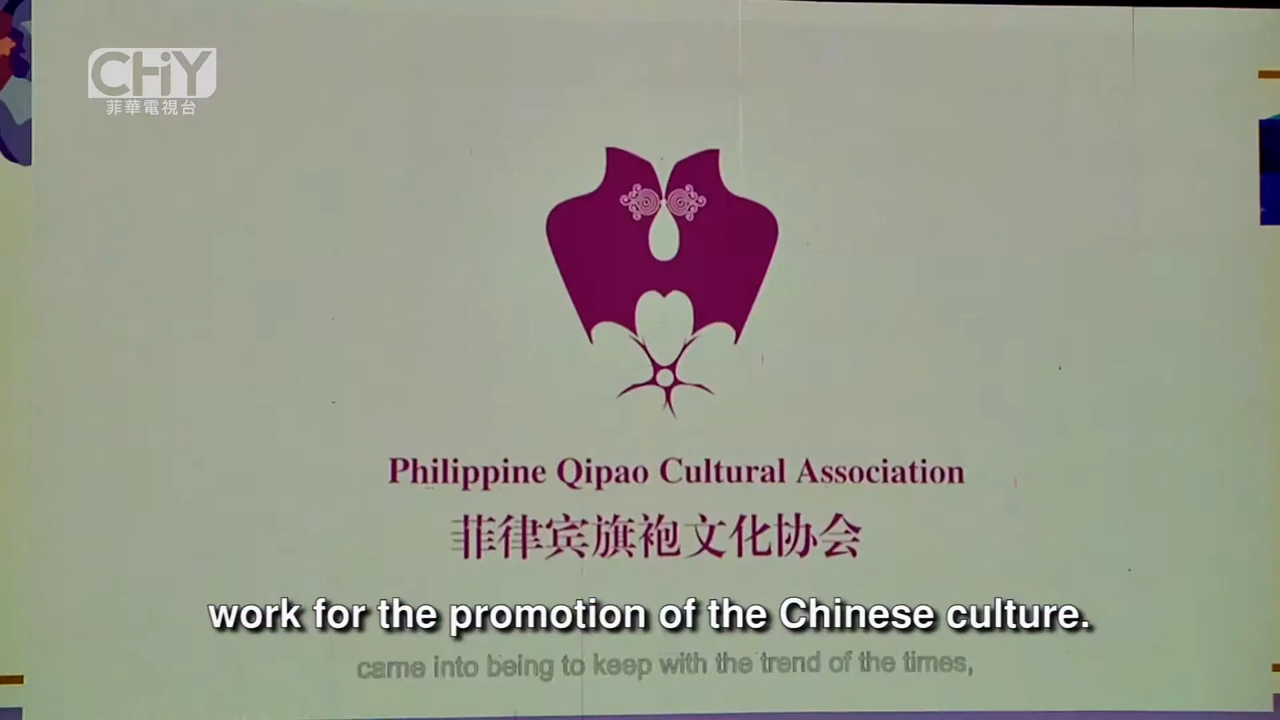 CHiY
菲華電視台
Philippine Qipao Cultural Association
菲律宾旗袍文化协会
work for the promotion of the Chinese culture.
came into being to keep with the trend of the times,